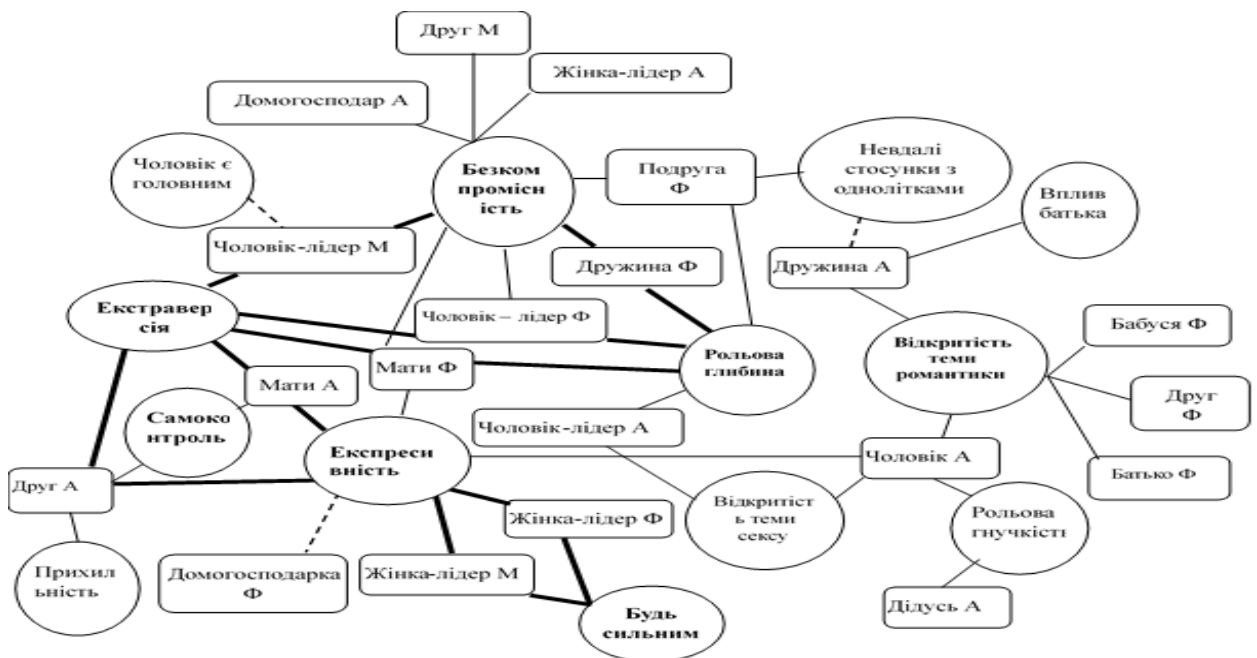 Друг М
Жінка-лідер А
Домогосподар А
Чоловік є
головним
Безком
промісн
ість
Подруга
Ф
Невдалі
стосунки з
однолітками
Вплив
батька
Чоловік-лідер М
Дружина Ф
Дружина А
Екстравер
сія
Чоловік – лідер Ф
Рольова
глибина
Відкритість
теми
романтики
Бабуся Ф
Мати Ф
Мати А
Друг
Ф
Самоко
нтроль
Чоловік-лідер А
Експреси
вність
Чоловік А
Батько Ф
Друг А
Жінка-лідер Ф
Відкритіст
ь теми
сексу
Рольова
гнучкісті
Прихил
ьність
Домогосподарка
Ф
Жінка-лідер М
Будь
сильним
Дідусь А